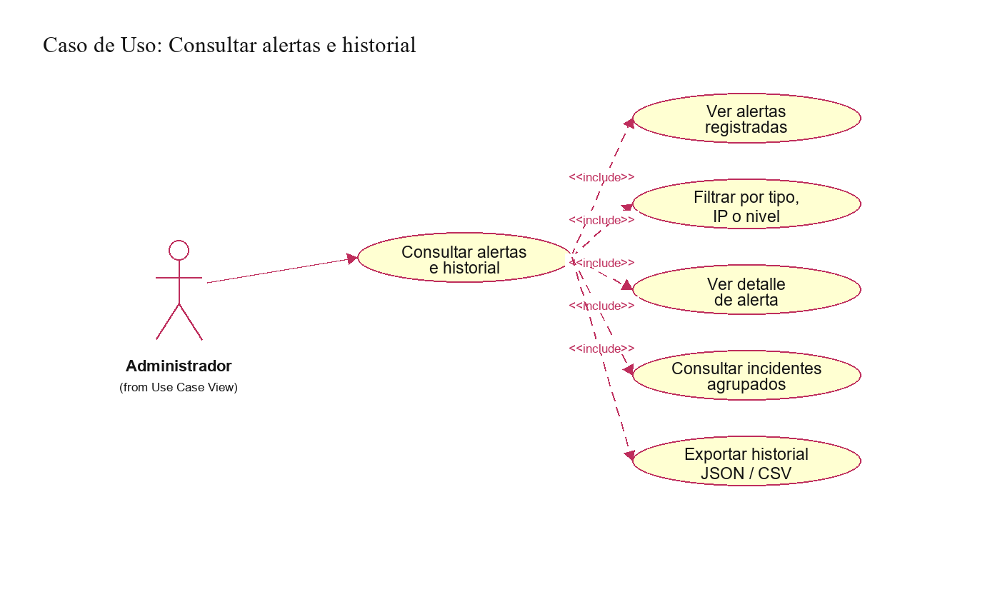 Caso de Uso: Consultar alertas e historial
Ver alertas
registradas
<<include>>
Filtrar por tipo,
IP o nivel
<<include>>
Consultar alertas
e historial
<<include>>
Ver detalle
de alerta
<<include>>
<<include>>
Consultar incidentes
agrupados
Administrador
(from Use Case View)
Exportar historial
JSON / CSV